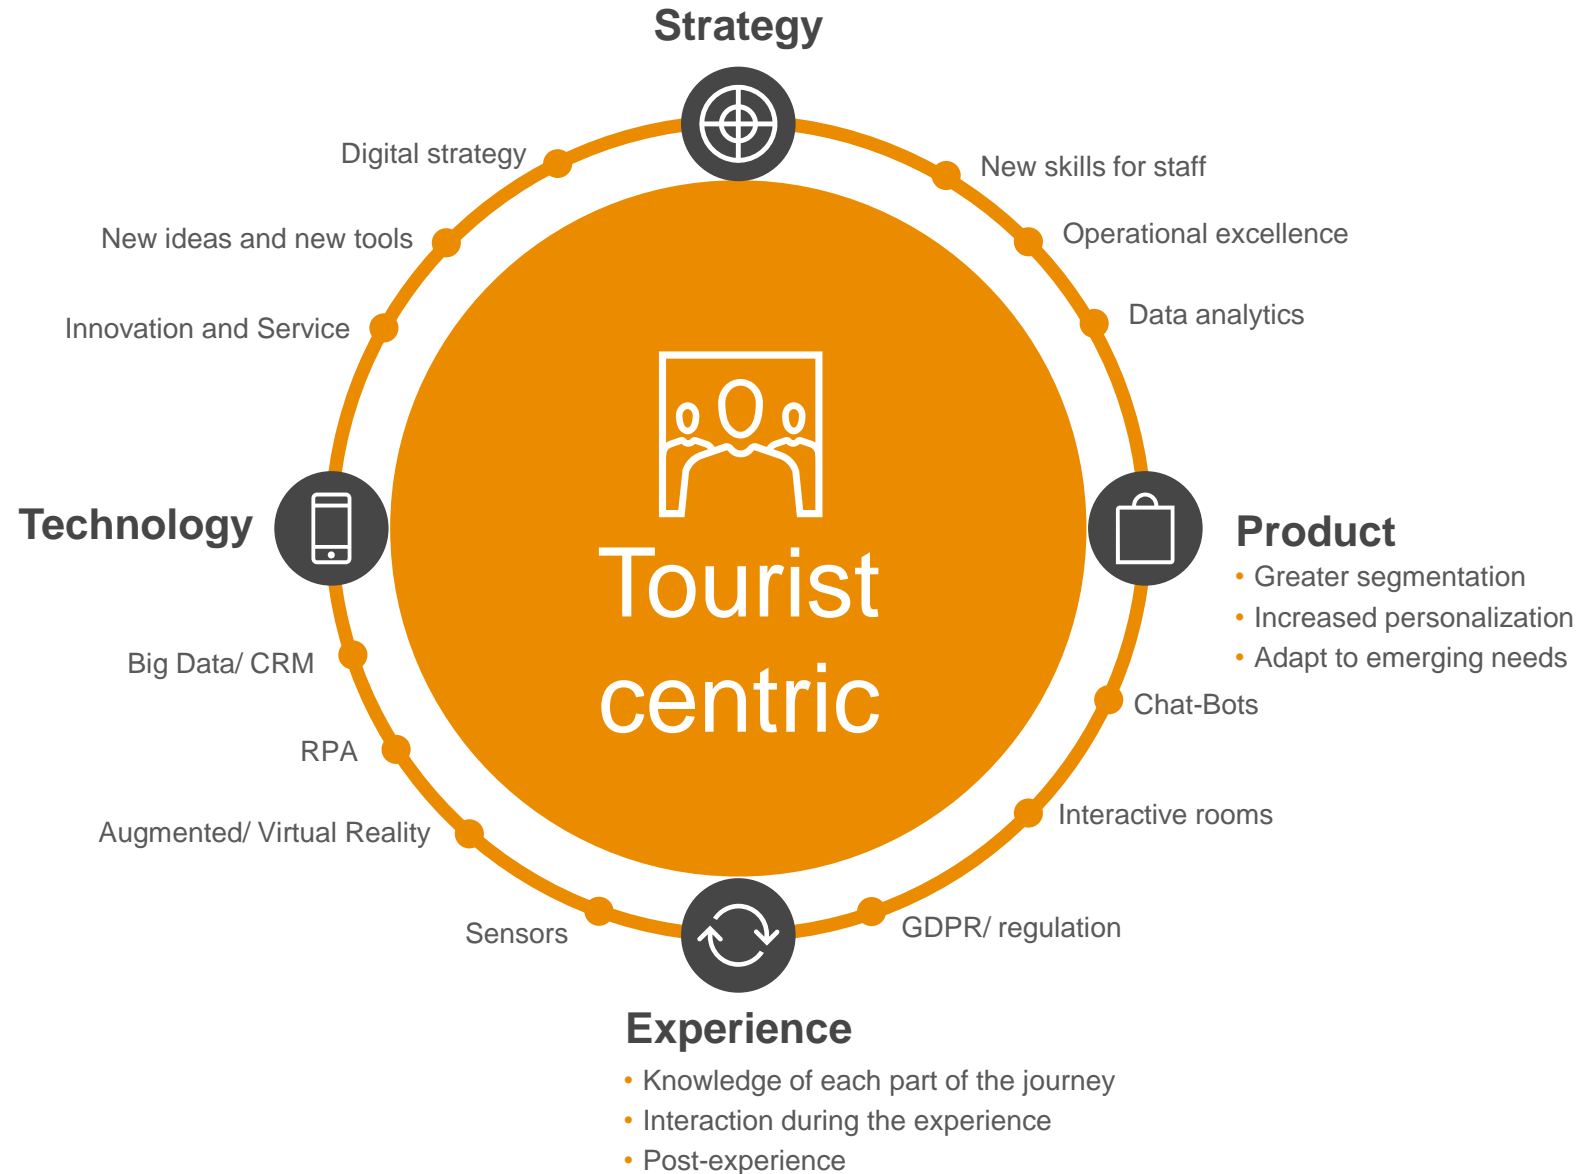 Strategy
Digital strategy
New skills for staff
New ideas and new tools
Operational excellence
Innovation and Service
Data analytics
Technology
Tourist
centric
Product
• Greater segmentation
• Increased personalization
• Adapt to emerging needs
Big Data/ CRM
Chat-Bots
RPA
Interactive rooms
Augmented/ Virtual Reality
Sensors
GDPR/ regulation
Experience
• Knowledge of each part of the journey
• Interaction during the experience
• Post-experience